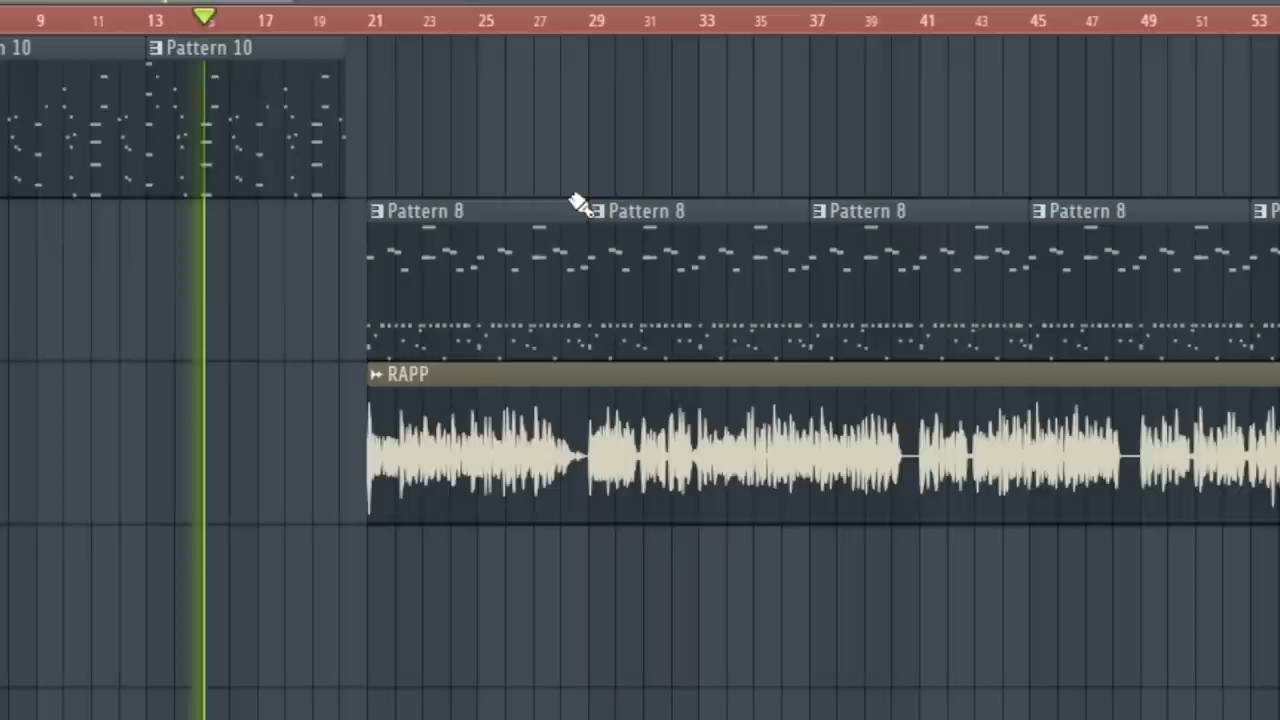 9 11 13 17 19 21 23 25 27 29 31 33 35 37 39 41 43 45 47 49 51 53
10 Pattern 10
Pattern 8 Pattern 8 Pattern 8 Pattern 8
RAPP